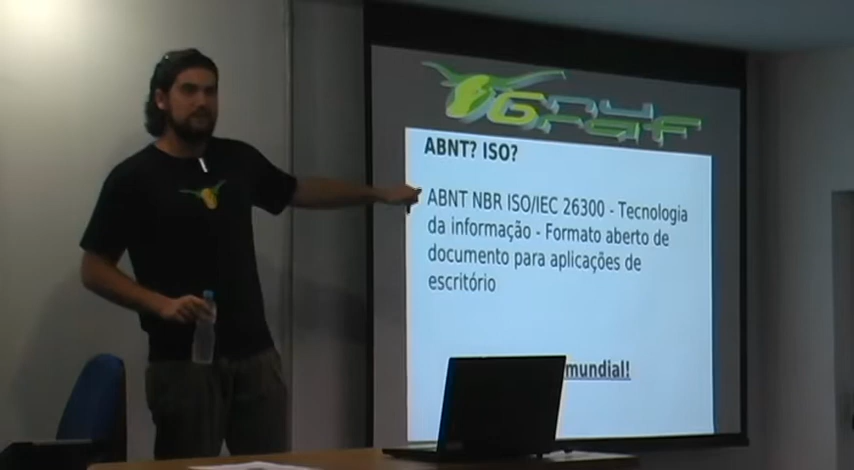 GNU
GRAF
ABNT? ISO?
ABNT NBR ISO/IEC 26300 - Tecnologia
da informação - Formato aberto de
documento para aplicações de
escritório
mundial!